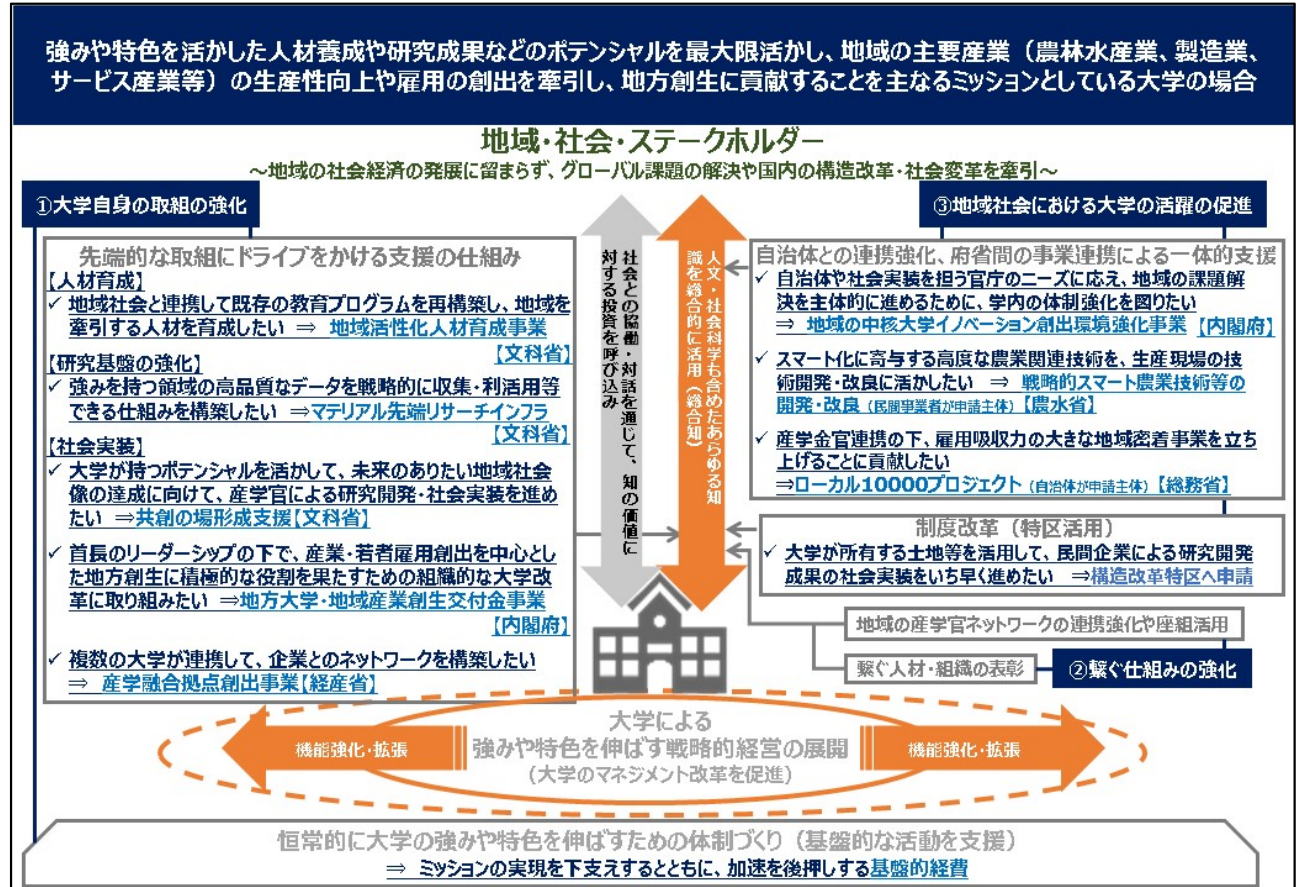 強みや特色を活かした人材養成や研究成果などのポテンシャルを最大限活かし、地域の主要産業（農林水産業、製造業、
サービス産業等）の生産性向上や雇用の創出を牽引し、地方創生に貢献することを主なるミッションとしている大学の場合
地域・社会・ステークホルダー
～地域の社会経済の発展に留まらず、グローバル課題の解決や国内の構造改革・社会変革を牽引～
①大学自身の取組の強化
先端的な取組にドライブをかける支援の仕組み
【人材育成】
✓ 地域社会と連携して既存の教育プログラムを再構築し、地域を
牽引する人材を育成したい ⇒ 地域活性化人材育成事業
【文科省】
【研究基盤の強化】
✓ 強みを持つ領域の高品質なデータを戦略的に収集・利活用等
できる仕組みを構築したい ⇒マテリアル先端リサーチインフラ
【文科省】
【社会実装】
✓ 大学が持つポテンシャルを活かして、未来のありたい地域社会
像の達成に向けて、産学官による研究開発・社会実装を進め
たい ⇒共創の場形成支援【文科省】
✓ 首長のリーダーシップの下で、産業・若者雇用創出を中心とし
た地方創生に積極的な役割を果たすための組織的な大学改
革に取り組みたい ⇒地方大学・地域産業創生交付金事業
【内閣府】
✓ 複数の大学が連携して、企業とのネットワークを構築したい
⇒ 産学融合拠点創出事業【経産省】
社会との協働・対話を通じて、知の価値に
対する投資を呼び込み
人文・社会科学も含めたあらゆる知
識を総合的に活用（総合知）
③地域社会における大学の活躍の促進
自治体との連携強化、府省間の事業連携による一体的支援
✓ 自治体や社会実装を担う官庁のニーズに応え、地域の課題解
決を主体的に進めるために、学内の体制強化を図りたい
⇒ 地域の中核大学イノベーション創出環境強化事業 【内閣府】
✓ スマート化に寄与する高度な農業関連技術を、生産現場の技
術開発・改良に活かしたい ⇒ 戦略的スマート農業技術等の
開発・改良（民間事業者が申請主体）【農水省】
✓ 産学金官連携の下、雇用吸収力の大きな地域密着事業を立ち
上げることに貢献したい
⇒ローカル10000プロジェクト（自治体が申請主体）【総務省】
制度改革（特区活用）
✓ 大学が所有する土地等を活用して、民間企業による研究開発
成果の社会実装をいち早く進めたい ⇒構造改革特区へ申請
地域の産学官ネットワークの連携強化や座組活用
繋ぐ人材・組織の表彰
②繋ぐ仕組みの強化
大学による
強みや特色を伸ばす戦略的経営の展開
（大学のマネジメント改革を促進）
機能強化・拡張
機能強化・拡張
恒常的に大学の強みや特色を伸ばすための体制づくり（基盤的な活動を支援）
⇒ ミッションの実現を下支えするとともに、加速を後押しする基盤的経費